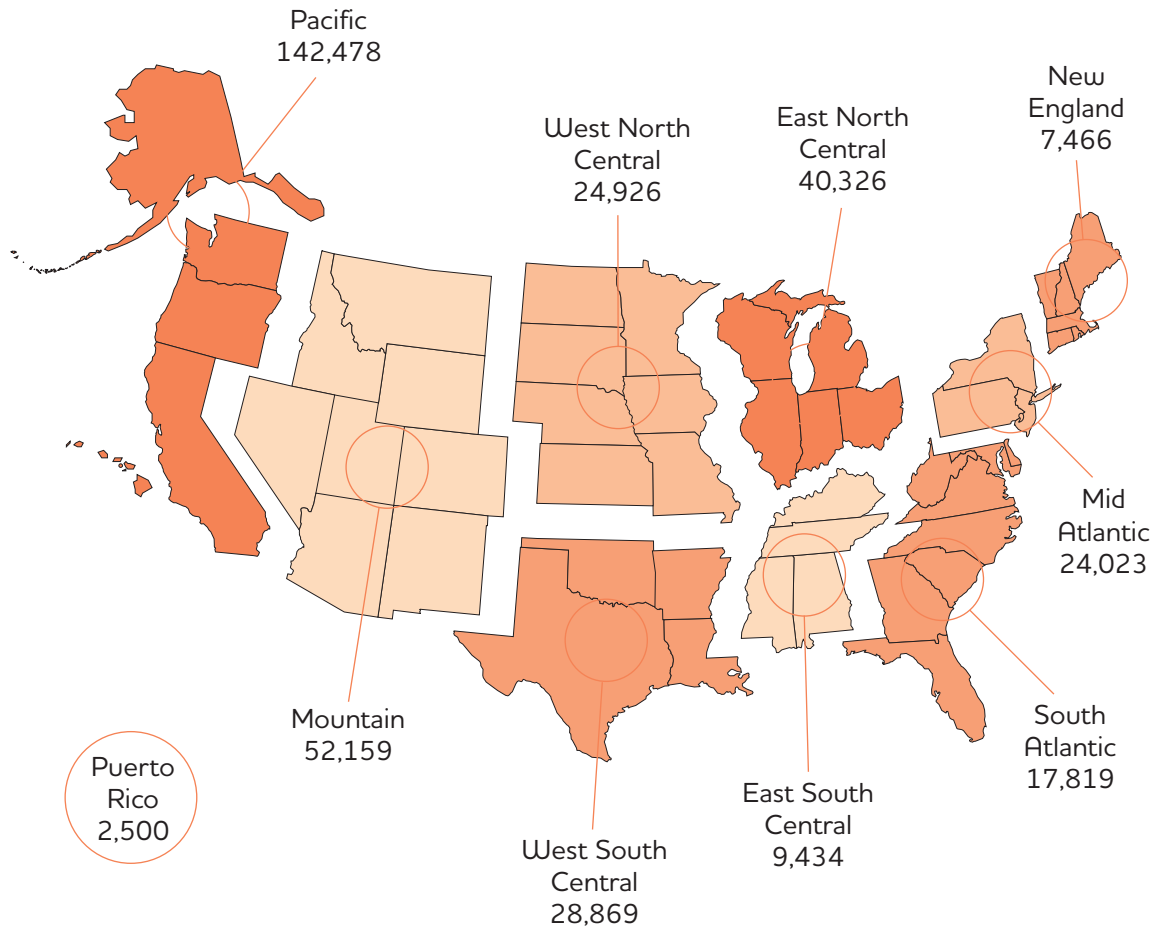 Pacific
142,478
West North
Central
24,926
East North
Central
40,326
New
England
7,466
Mid
Atlantic
24,023
South
Atlantic
17,819
East South
Central
9,434
West South
Central
28,869
Mountain
52,159
Puerto
Rico
2,500